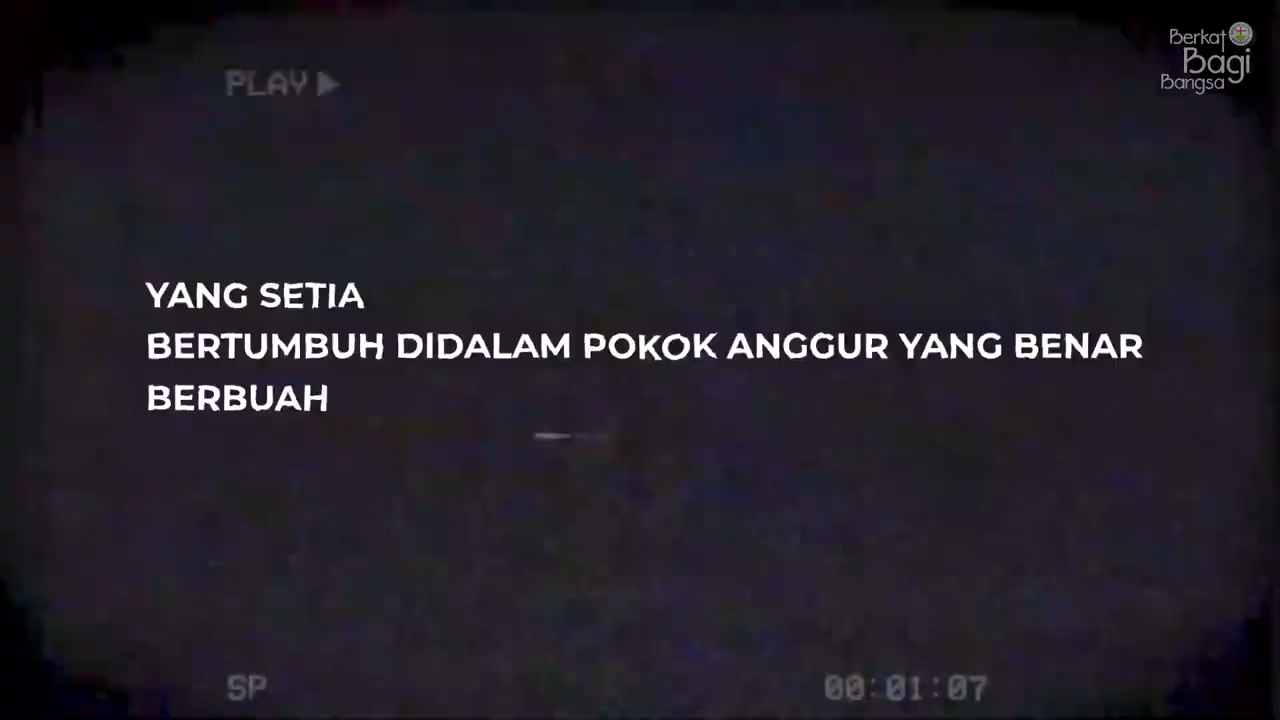 PLAY
Berkat
Bagi
Bangsa
YANG SETIA
BERTUMBUH DIDALAM POKOK ANGGUR YANG BENAR
BERBUAH
SP
00:01:07